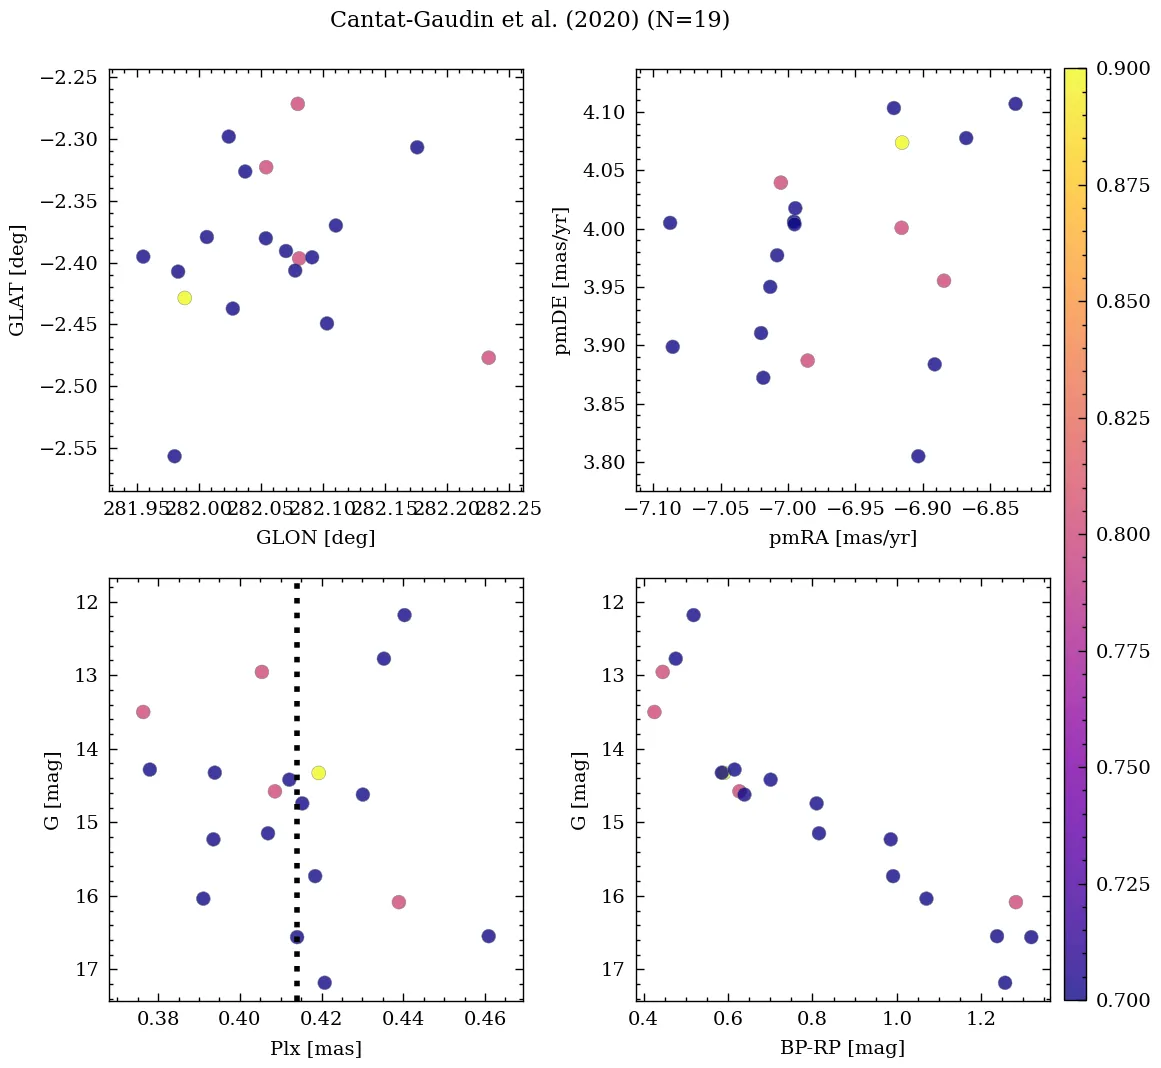 Cantat-Gaudin et al. (2020) (N=19)
−2.25
−2.30
−2.35
−2.40
−2.45
−2.50
−2.55
GLAT [deg]
281.95 282.00 282.05 282.10 282.15 282.20 282.25
GLON [deg]
4.10
4.05
4.00
3.95
3.90
3.85
3.80
pmDE [mas/yr]
−7.10 −7.05 −7.00 −6.95 −6.90 −6.85
pmRA [mas/yr]
12
13
14
15
16
17
G [mag]
0.38 0.40 0.42 0.44 0.46
Plx [mas]
12
13
14
15
16
17
G [mag]
0.4 0.6 0.8 1.0 1.2
BP-RP [mag]
0.900
0.875
0.850
0.825
0.800
0.775
0.750
0.725
0.700